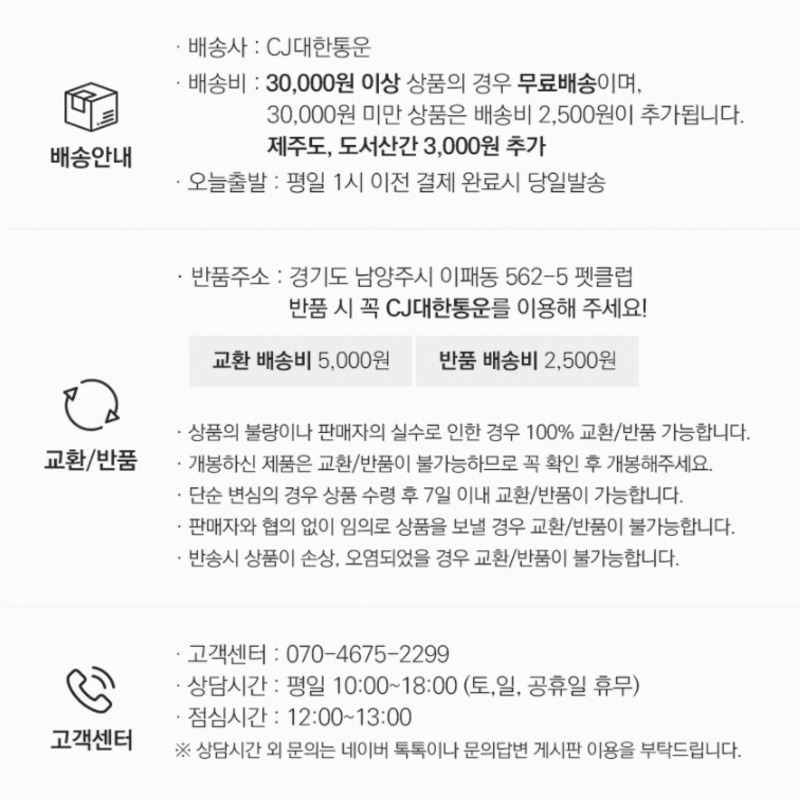 · 배송사 : CJ대한통운
· 배송비 : 30,000원 이상 상품의 경우 무료배송이며,
30,000원 미만 상품은 배송비 2,500원이 추가됩니다.
제주도, 도서산간 3,000원 추가
배송안내
· 오늘출발 : 평일 1시 이전 결제 완료시 당일발송
· 반품주소 : 경기도 남양주시 이패동 562-5 펫클럽
반품 시 꼭 CJ대한통운를 이용해 주세요!
교환 배송비 5,000원 반품 배송비 2,500원
교환/반품
· 상품의 불량이나 판매자의 실수로 인한 경우 100% 교환/반품 가능합니다.
· 개봉하신 제품은 교환/반품이 불가능하므로 꼭 확인 후 개봉해주세요.
· 단순 변심의 경우 상품 수령 후 7일 이내 교환/반품이 가능합니다.
· 판매자와 협의 없이 임의로 상품을 보낼 경우 교환/반품이 불가능합니다.
· 반송시 상품이 손상, 오염되었을 경우 교환/반품이 불가능합니다.
고객센터
· 고객센터 : 070-4675-2299
· 상담시간 : 평일 10:00~18:00 (토,일, 공휴일 휴무)
· 점심시간 : 12:00~13:00
※ 상담시간 외 문의는 네이버 톡톡이나 문의답변 게시판 이용을 부탁드립니다.